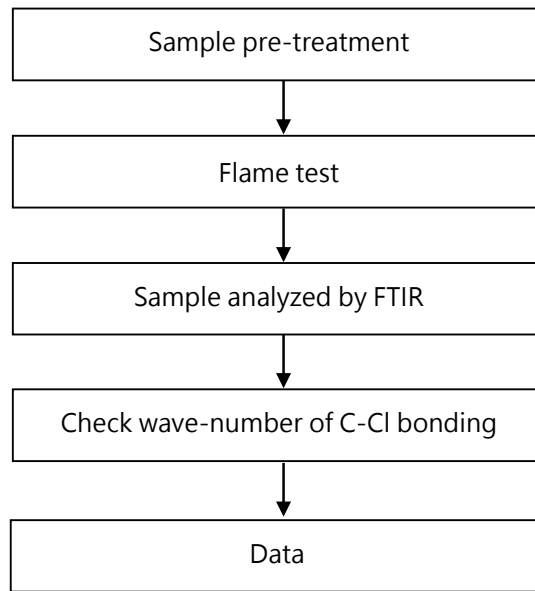 Sample pre-treatment
Flame test
Sample analyzed by FTIR
Check wave-number of C-Cl bonding
Data